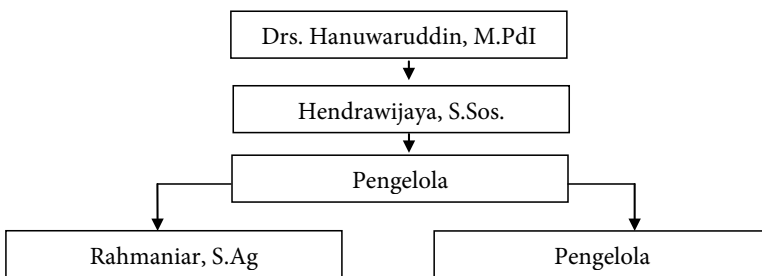 Drs. Hanuwaruddin, M.PdI
Hendrawijaya, S.Sos.
Pengelola
Rahmaniar, S.Ag
Pengelola